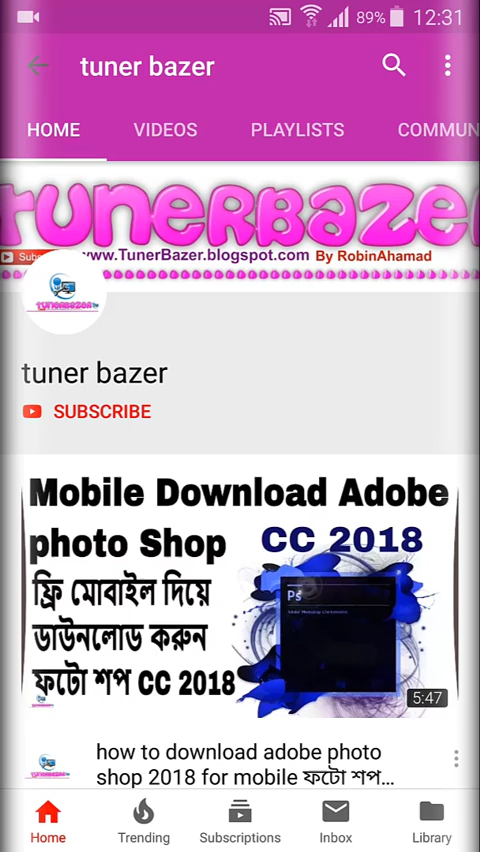 89% 12:31
tuner bazer
HOME VIDEOS PLAYLISTS COMMUN
TUNERBAZE
www.TunerBazer.blogspot.com By RobinAhamad
TUNERBAZER
tuner bazer
SUBSCRIBE
Mobile Download Adobe
photo Shop CC 2018
ফ্রি মোবাইল দিয়ে
ডাউনলোড করুন
ফটো শপ CC 2018
Ps
5:47
how to download adobe photo
shop 2018 for mobile ফটো শপ...
TUNERBAZER
Home Trending Subscriptions Inbox Library